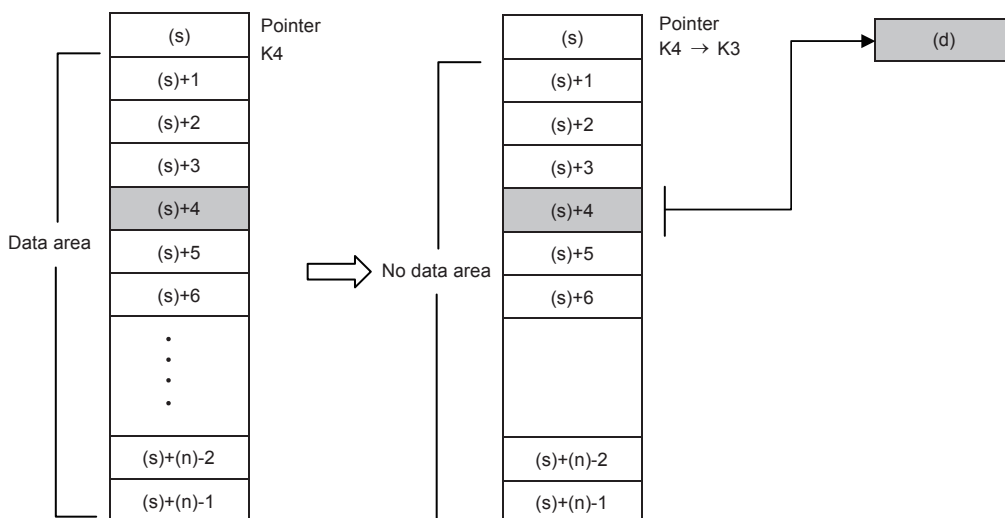 (s)
Pointer
K4
(s)+1
(s)+2
(s)+3
(s)+4
(s)+5
(s)+6
(s)+(n)-2
(s)+(n)-1
Data area
(s)
Pointer
K4 → K3
(s)+1
(s)+2
(s)+3
(s)+4
(s)+5
(s)+6
(s)+(n)-2
(s)+(n)-1
No data area
(d)